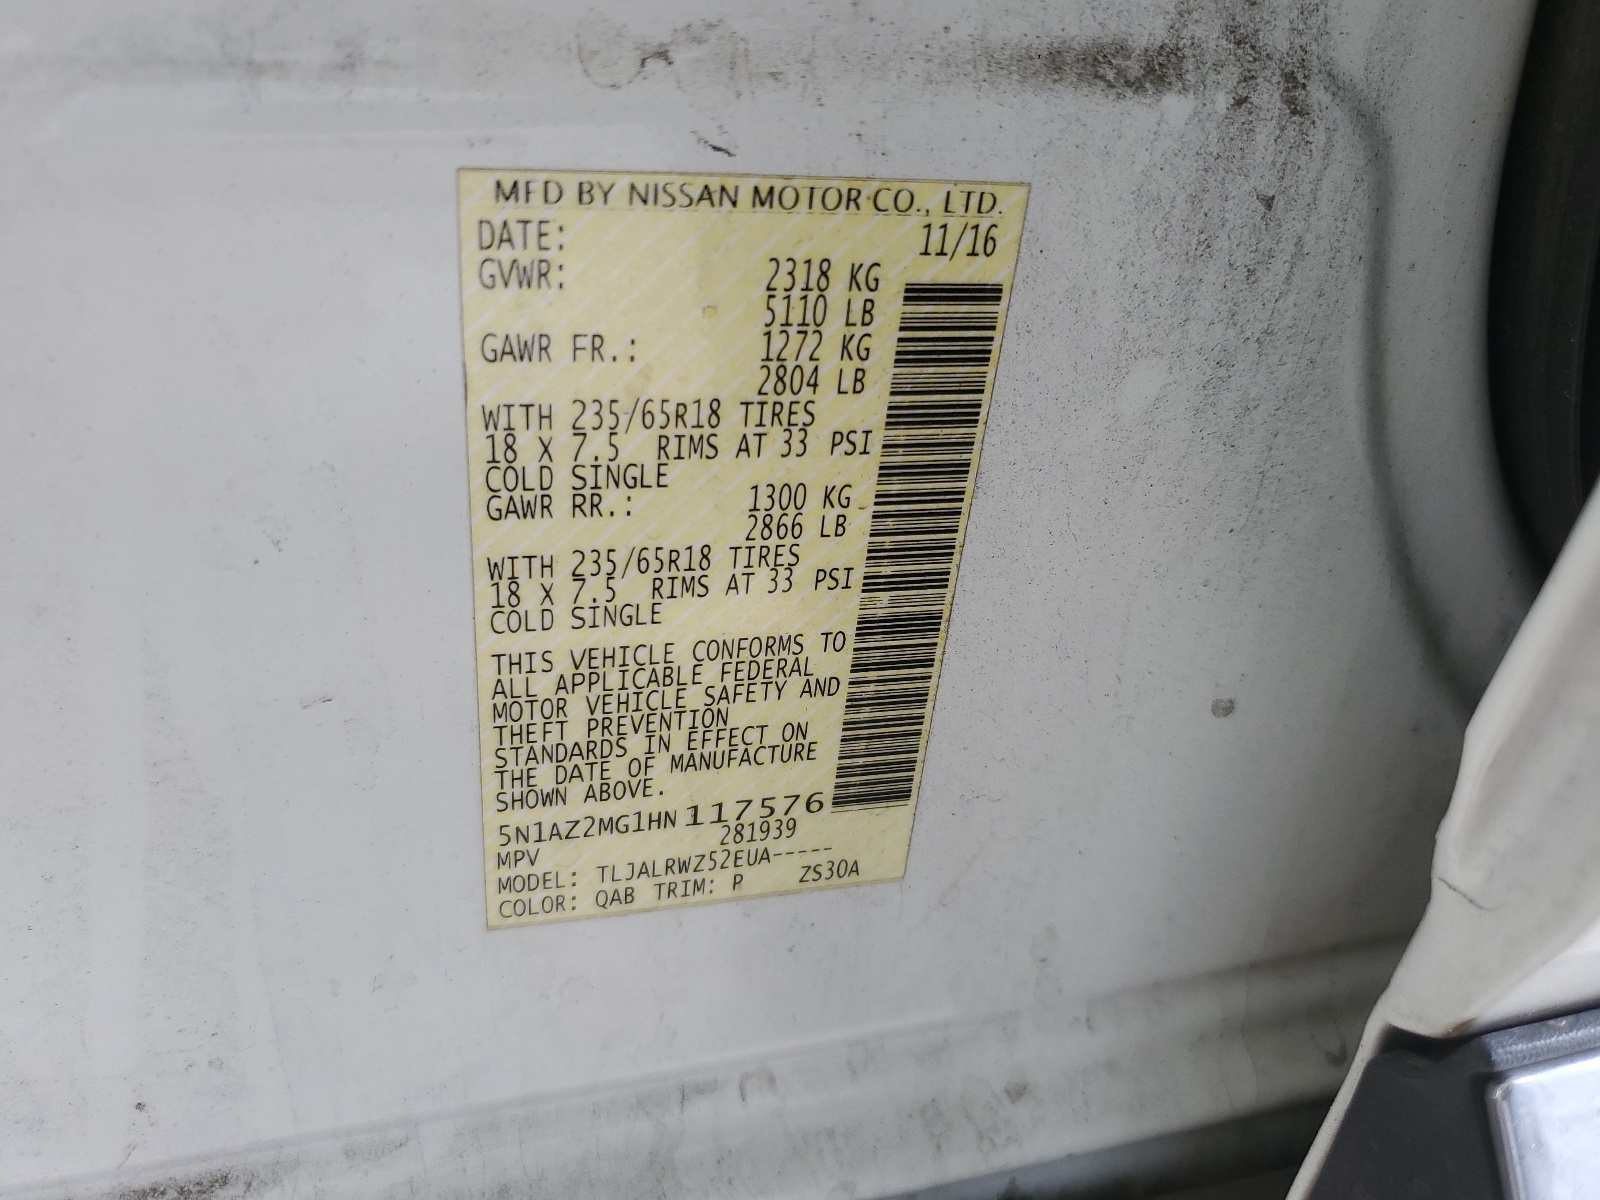 MFD BY NISSAN MOTOR CO., LTD.
DATE: 11/16
GVWR: 2318 KG
5110 LB
GAWR FR.: 1272 KG
2804 LB
WITH 235/65R18 TIRES
18 X 7.5 RIMS AT 33 PSI
COLD SINGLE
GAWR RR.: 1300 KG
2866 LB
WITH 235/65R18 TIRES
18 X 7.5 RIMS AT 33 PSI
COLD SINGLE
THIS VEHICLE CONFORMS TO
ALL APPLICABLE FEDERAL
MOTOR VEHICLE SAFETY AND
THEFT PREVENTION
STANDARDS IN EFFECT ON
THE DATE OF MANUFACTURE
SHOWN ABOVE.
5N1AZ2MG1HN117576
MPV 281939
MODEL: TLJALRWZ52EUA-----
COLOR: QAB TRIM: P ZS30A